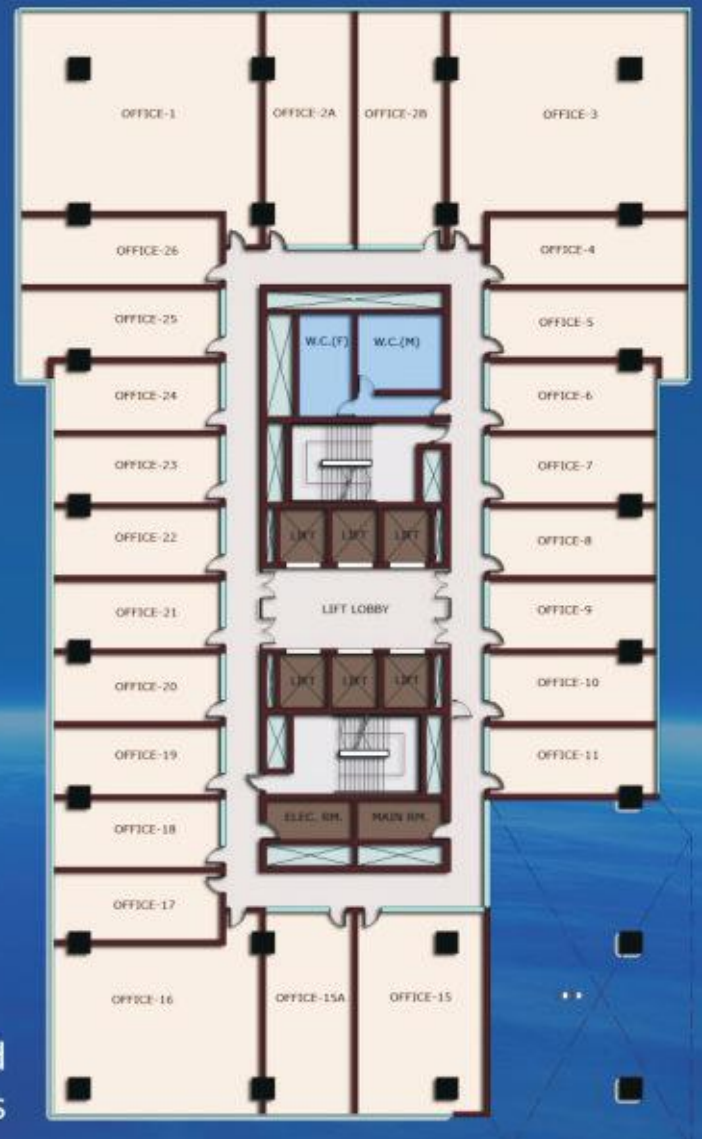 OFFICE-1
OFFICE-2A
OFFICE-2B
OFFICE-3
OFFICE-26
OFFICE-4
OFFICE-25
OFFICE-5
W.C.(F)
W.C.(M)
OFFICE-24
OFFICE-6
OFFICE-23
OFFICE-7
OFFICE-22
LIFT
LIFT
LIFT
OFFICE-8
OFFICE-21
LIFT LOBBY
OFFICE-9
OFFICE-20
LIFT
LIFT
LIFT
OFFICE-10
OFFICE-19
OFFICE-11
OFFICE-18
ELEC. RM.
MAIN RM.
OFFICE-17
OFFICE-16
OFFICE-15A
OFFICE-15